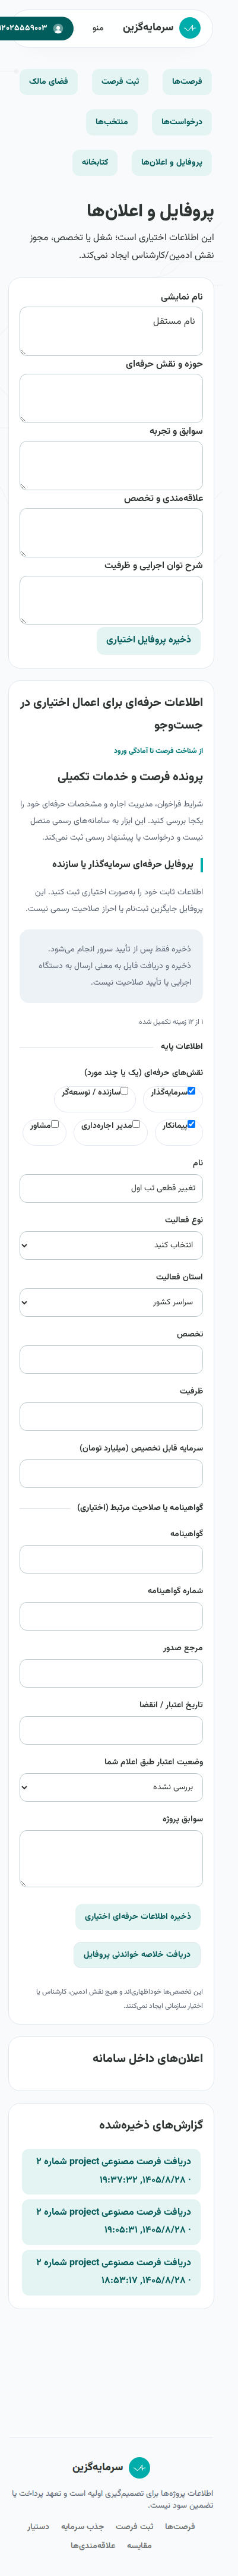 سرمایه‌گزین
منو
فرصت‌ها
ثبت فرصت
فضای مالک
درخواست‌ها
منتخب‌ها
پروفایل و اعلان‌ها
کتابخانه
پروفایل و اعلان‌ها
این اطلاعات اختیاری است؛ شغل یا تخصص، مجوز
نقش ادمین/کارشناس ایجاد نمی‌کند.
نام نمایشی
نام مستقل
حوزه و نقش حرفه‌ای
سوابق و تجربه
علاقه‌مندی و تخصص
شرح توان اجرایی و ظرفیت
ذخیره پروفایل اختیاری
اطلاعات حرفه‌ای برای اعمال اختیاری در
جست‌وجو
از شناخت فرصت تا آمادگی ورود
پرونده فرصت و خدمات تکمیلی
شرایط فراخوان، مدیریت اجاره و مشخصات حرفه‌ای خود را
یکجا بررسی کنید. این ابزار به سامانه‌های رسمی متصل
نیست و درخواست یا پیشنهاد رسمی ثبت نمی‌کند.
پروفایل حرفه‌ای سرمایه‌گذار یا سازنده
اطلاعات ثابت خود را به‌صورت اختیاری ثبت کنید. این
پروفایل جایگزین ثبت‌نام یا احراز صلاحیت رسمی نیست.
ذخیره فقط پس از تأیید سرور انجام می‌شود.
ذخیره و دریافت فایل به معنی ارسال به دستگاه
اجرایی یا تأیید صلاحیت نیست.
۱ از ۱۲ زمینه تکمیل شده
اطلاعات پایه
نقش‌های حرفه‌ای (یک یا چند مورد)
سرمایه‌گذار
سازنده / توسعه‌گر
پیمانکار
مدیر اجاره‌داری
مشاور
نام
تغییر قطعی تب اول
نوع فعالیت
انتخاب کنید
استان فعالیت
سراسر کشور
تخصص
ظرفیت
سرمایه قابل تخصیص (میلیارد تومان)
گواهینامه یا صلاحیت مرتبط (اختیاری)
گواهینامه
شماره گواهینامه
مرجع صدور
تاریخ اعتبار / انقضا
وضعیت اعتبار طبق اعلام شما
بررسی نشده
سوابق پروژه
ذخیره اطلاعات حرفه‌ای اختیاری
دریافت خلاصه خواندنی پروفایل
این تخصص‌ها خوداظهاری‌اند و هیچ نقش ادمین، کارشناس یا
اختیار سازمانی ایجاد نمی‌کنند.
اعلان‌های داخل سامانه
گزارش‌های ذخیره‌شده
دریافت فرصت مصنوعی project شماره ۲
· ۱۴۰۵/۸/۲۸, ۱۹:۳۷:۳۲
دریافت فرصت مصنوعی project شماره ۲
· ۱۴۰۵/۸/۲۸, ۱۹:۰۵:۳۱
دریافت فرصت مصنوعی project شماره ۲
· ۱۴۰۵/۸/۲۸, ۱۸:۵۳:۱۷
سرمایه‌گزین
اطلاعات پروژه‌ها برای تصمیم‌گیری اولیه است و تعهد پرداخت یا
تضمین سود نیست.
فرصت‌ها
ثبت فرصت
جذب سرمایه
دستیار
مقایسه
علاقه‌مندی‌ها